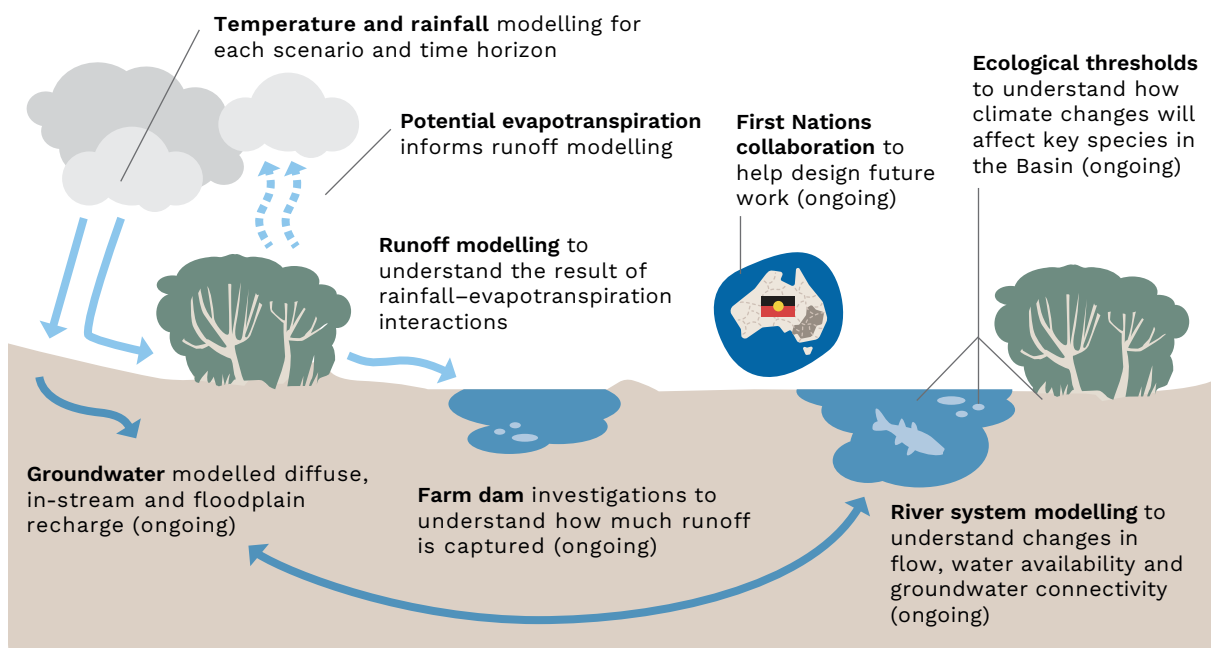 Temperature and rainfall modelling for
each scenario and time horizon
Potential evapotranspiration
informs runoff modelling
First Nations
collaboration to
help design future
work (ongoing)
Ecological thresholds
to understand how
climate changes will
affect key species in
the Basin (ongoing)
Runoff modelling to
understand the result of
rainfall–evapotranspiration
interactions
Groundwater modelled diffuse,
in-stream and floodplain
recharge (ongoing)
Farm dam investigations to
understand how much runoff
is captured (ongoing)
River system modelling to
understand changes in
flow, water availability and
groundwater connectivity
(ongoing)